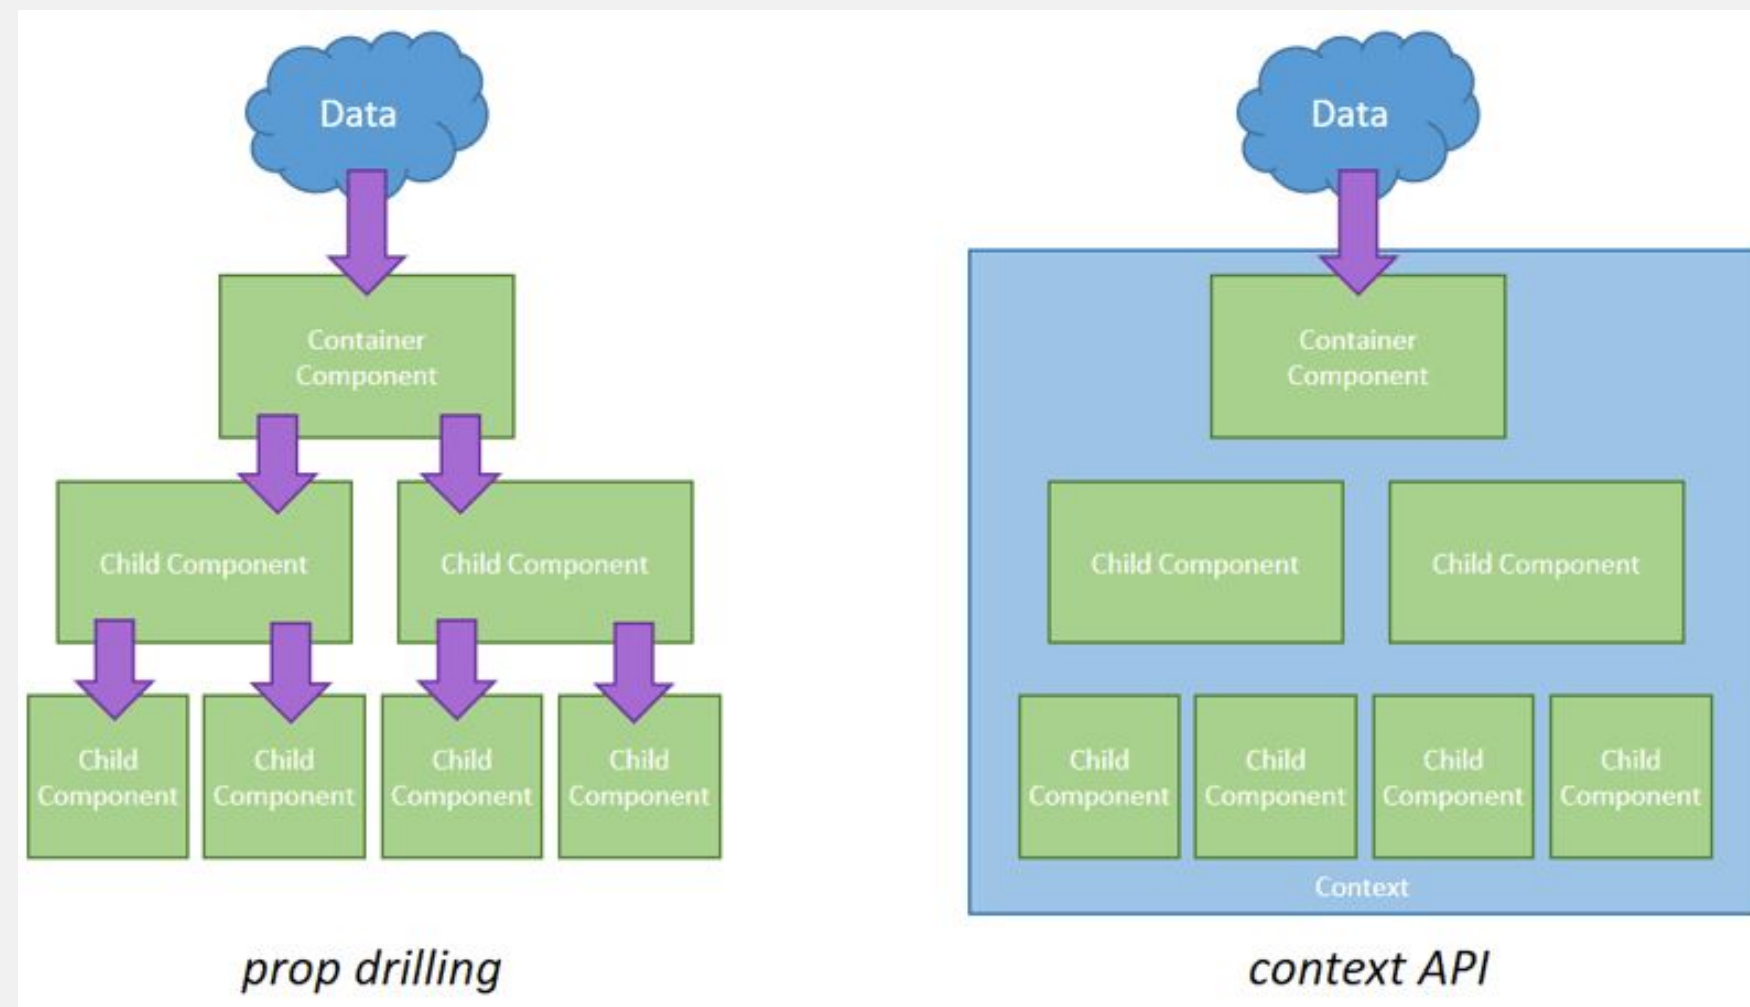 Data
Container
Component
Child Component
Child Component
Child
Component
Child
Component
Child
Component
Child
Component
prop drilling
Data
Container
Component
Child Component
Child Component
Child
Component
Child
Component
Child
Component
Child
Component
Context
context API